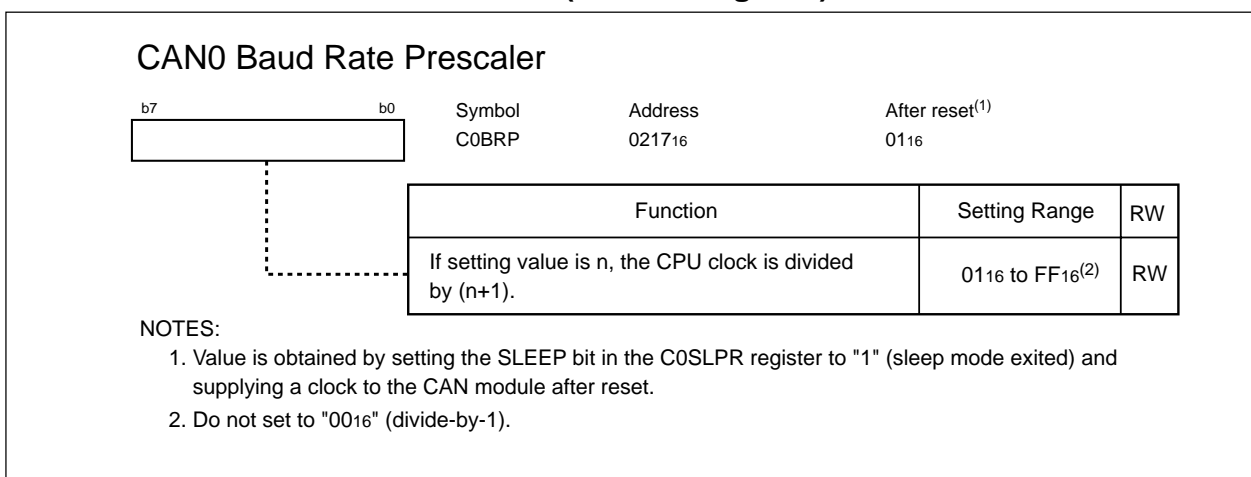 CAN0 Baud Rate Prescaler
b7 b0 Symbol Address After reset(1)
C0BRP 021716 0116
Function Setting Range RW
If setting value is n, the CPU clock is divided
by (n+1).
0116 to FF16(2) RW
NOTES:
1. Value is obtained by setting the SLEEP bit in the C0SLPR register to "1" (sleep mode exited) and
supplying a clock to the CAN module after reset.
2. Do not set to "0016" (divide-by-1).